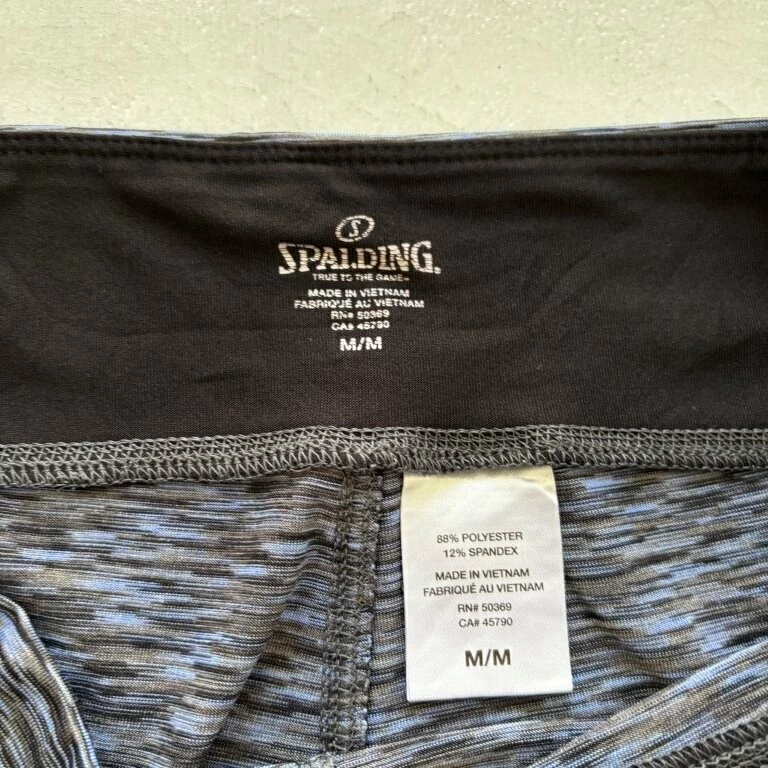 S
SPALDING.
TRUE TO THE GAME™
MADE IN VIETNAM
FABRIQUÉ AU VIETNAM
RN# 50369
CA# 45790
M/M
88% POLYESTER
12% SPANDEX
MADE IN VIETNAM
FABRIQUÉ AU VIETNAM
RN# 50369
CA# 45790
M/M